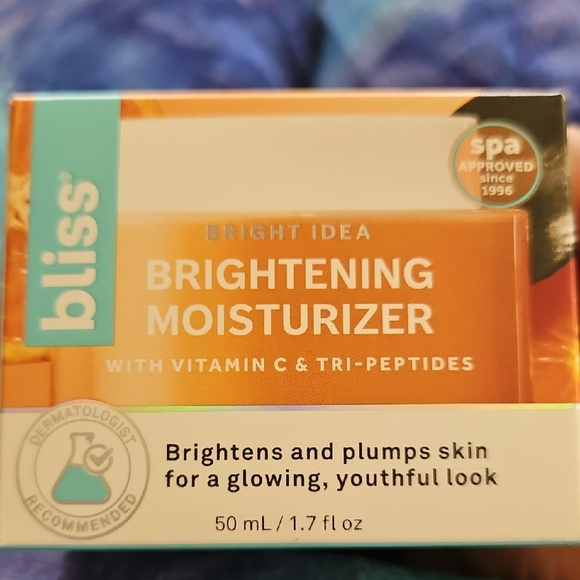 bliss®
spa
APPROVED
since
1996
BRIGHT IDEA
BRIGHTENING
MOISTURIZER
WITH VITAMIN C & TRI-PEPTIDES
DERMATOLOGIST
RECOMMENDED
Brightens and plumps skin
for a glowing, youthful look
50 mL / 1.7 fl oz